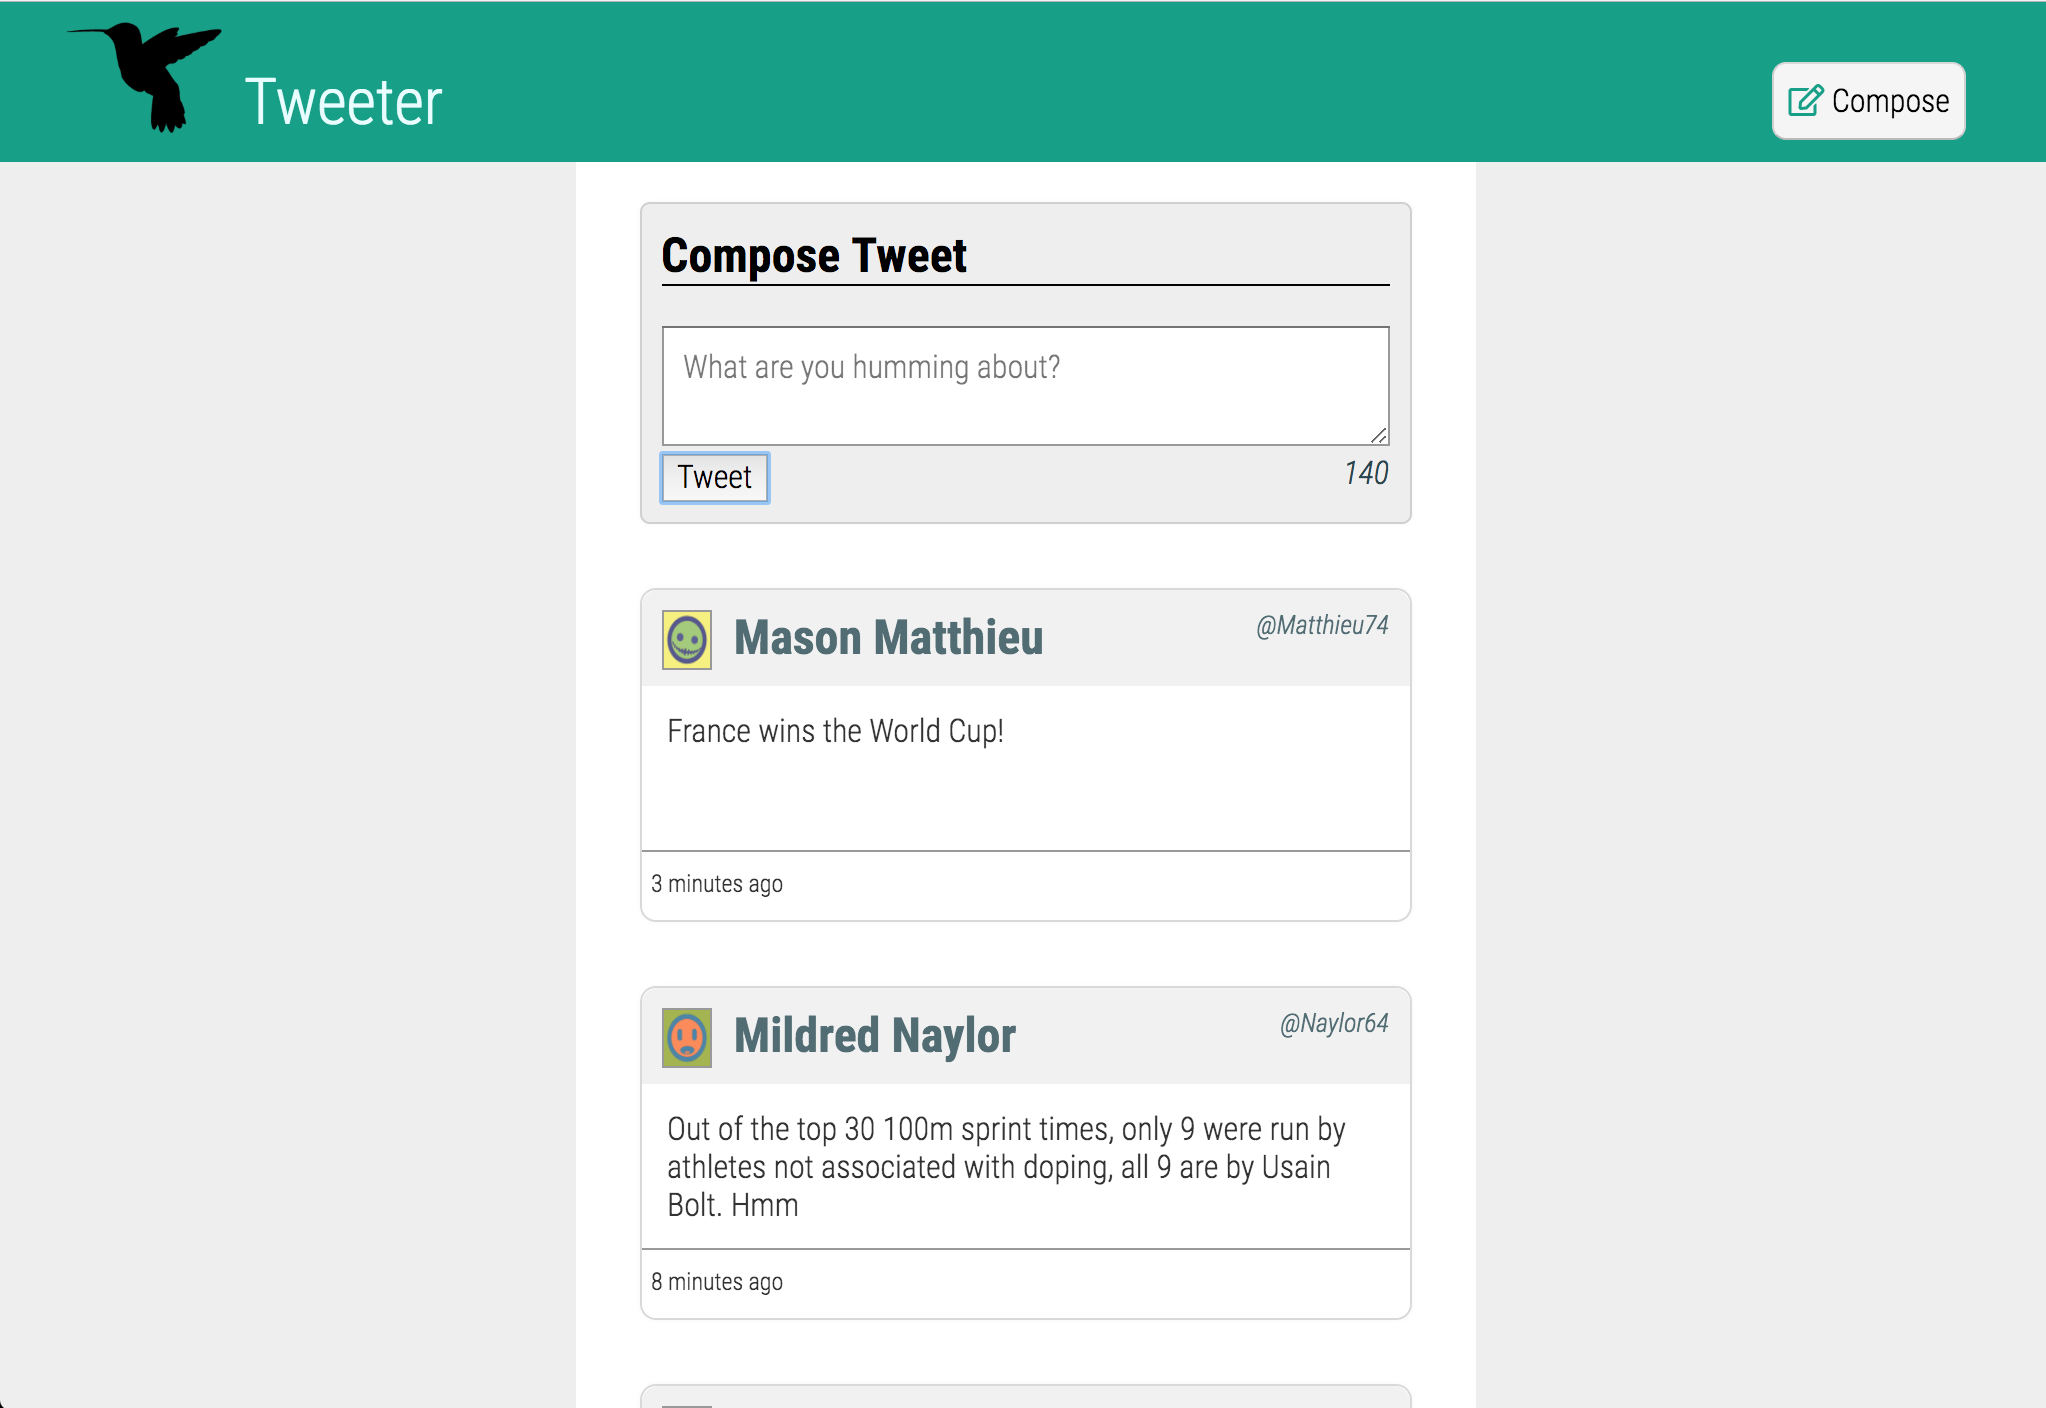 Tweeter
Compose
Compose Tweet
What are you humming about?
Tweet
140
Mason Matthieu
@Matthieu74
France wins the World Cup!
3 minutes ago
Mildred Naylor
@Naylor64
Out of the top 30 100m sprint times, only 9 were run by
athletes not associated with doping, all 9 are by Usain
Bolt. Hmm
8 minutes ago